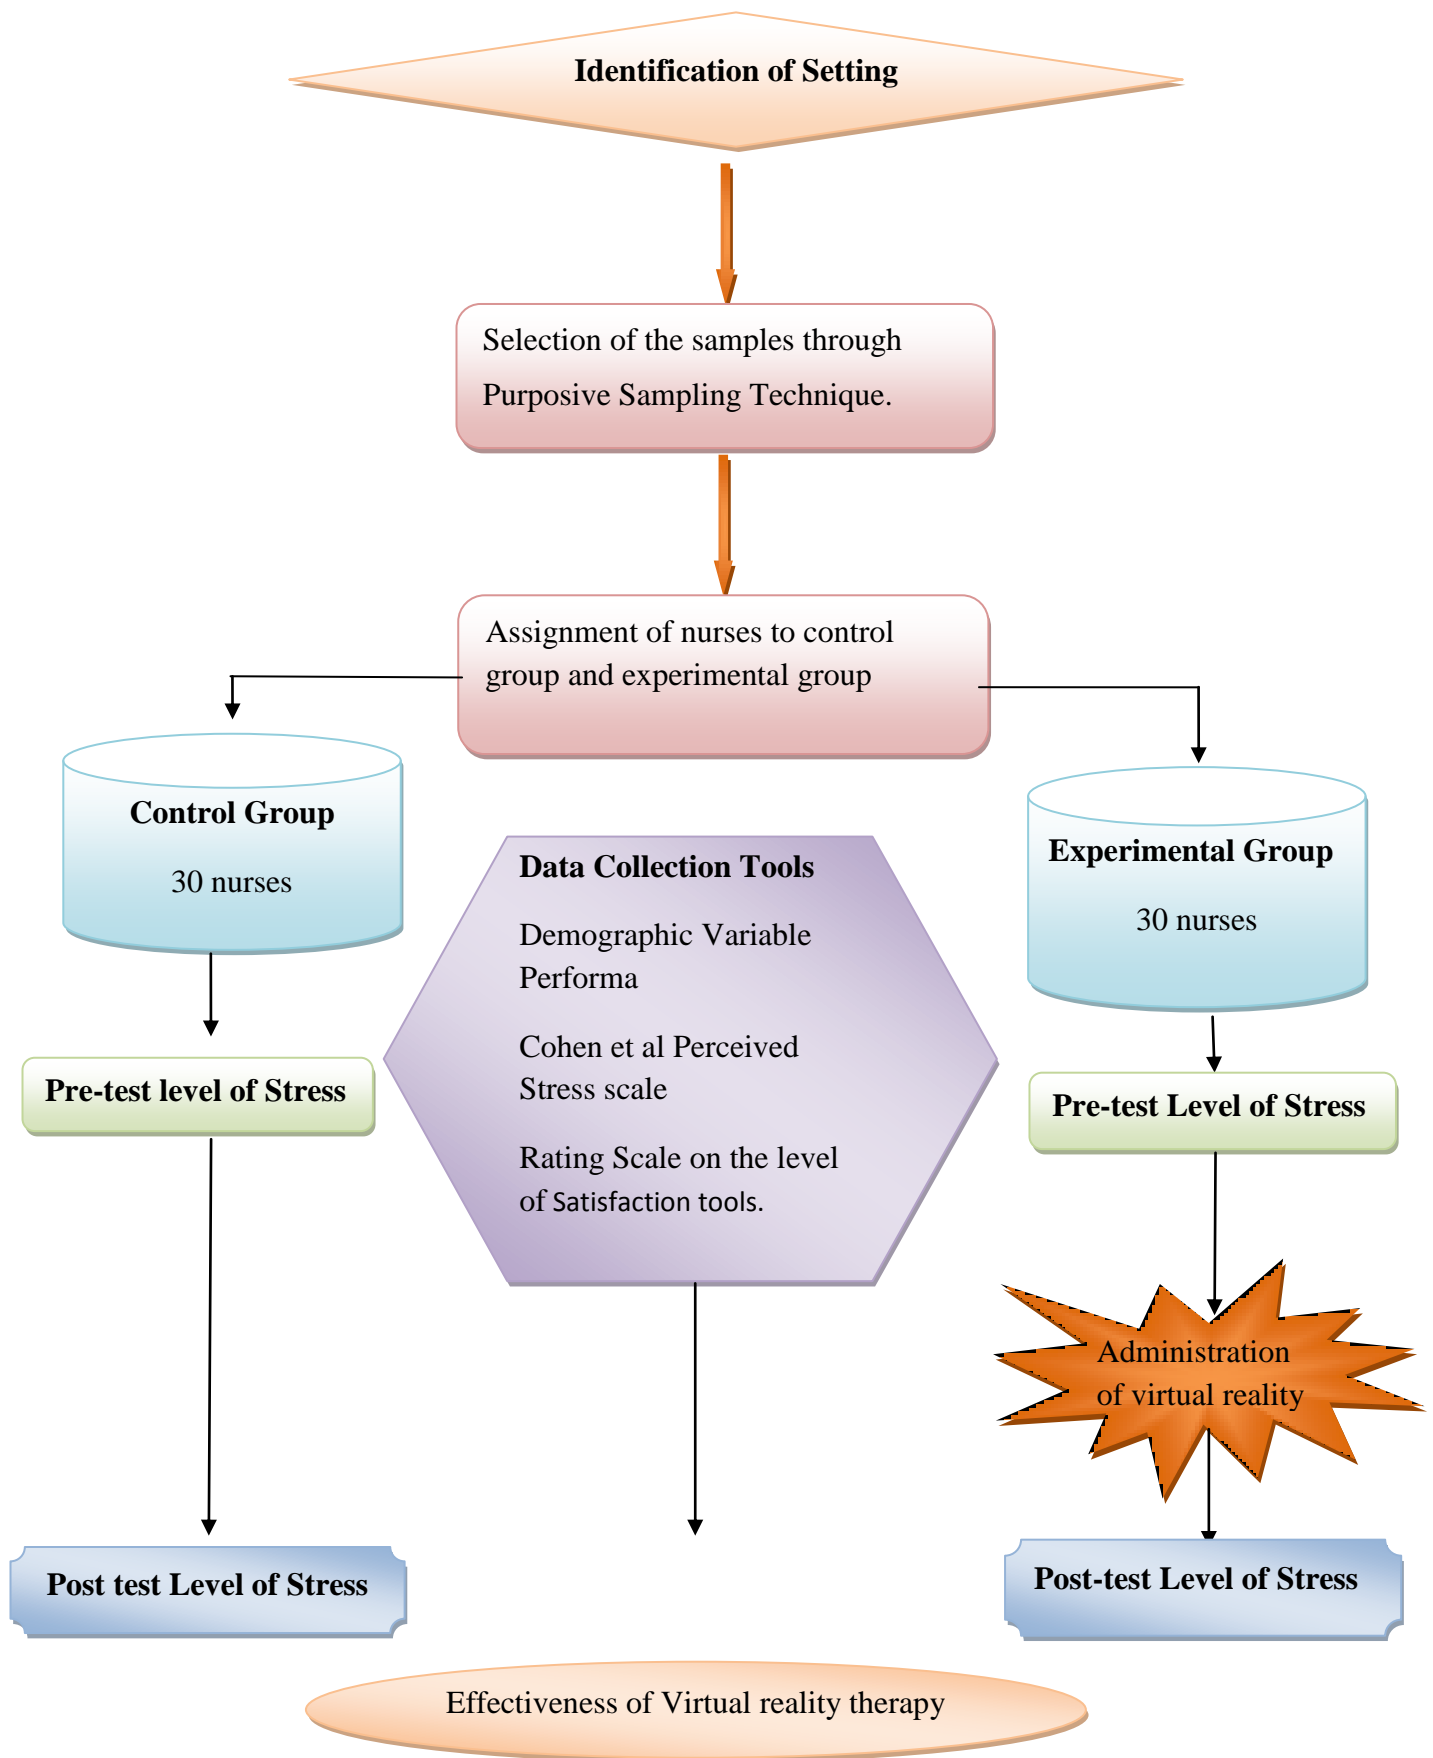 Identification of Setting
Selection of the samples through
Purposive Sampling Technique.
Assignment of nurses to control
group and experimental group
Control Group
30 nurses
Experimental Group
30 nurses
Data Collection Tools
Demographic Variable
Performa
Cohen et al Perceived
Stress scale
Rating Scale on the level
of Satisfaction tools.
Pre-test level of Stress
Pre-test Level of Stress
Administration
of virtual reality
Post test Level of Stress
Post-test Level of Stress
Effectiveness of Virtual reality therapy